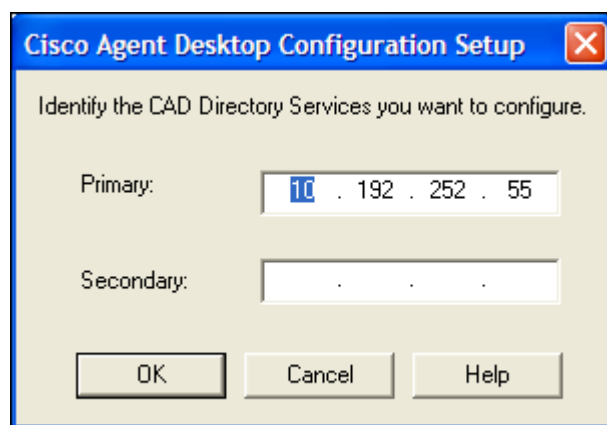 Cisco Agent Desktop Configuration Setup
Identify the CAD Directory Services you want to configure.
Primary: 10 . 192 . 252 . 55
Secondary: . . .
OK Cancel Help